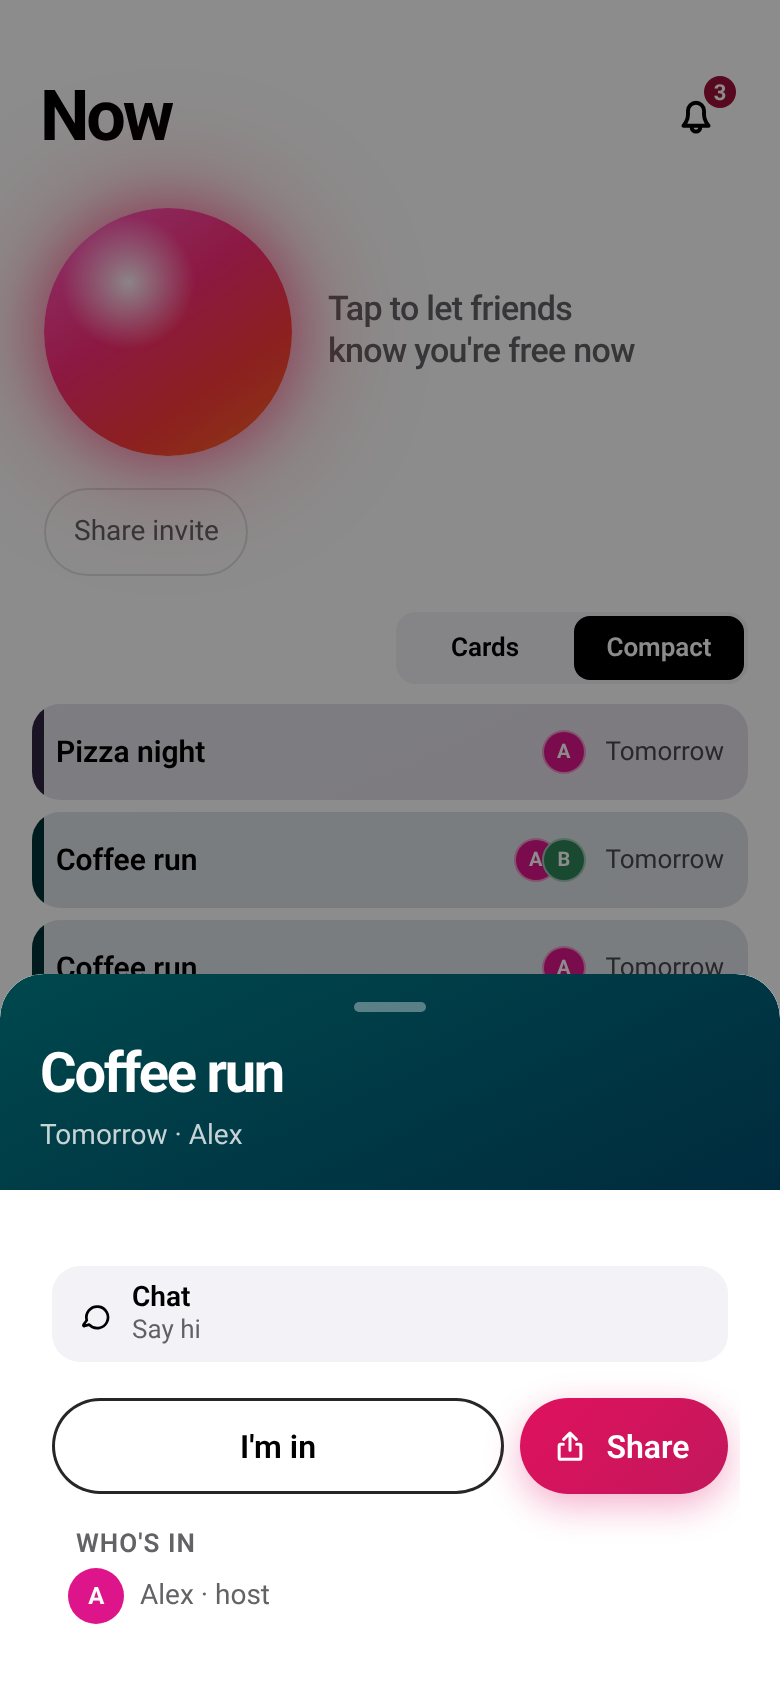 Now
3
Tap to let friends
know you're free now
Share invite
Cards Compact
Pizza night A Tomorrow
Coffee run A B Tomorrow
Coffee run A Tomorrow
Coffee run
Tomorrow · Alex
Chat
Say hi
I'm in Share
WHO'S IN
A Alex · host